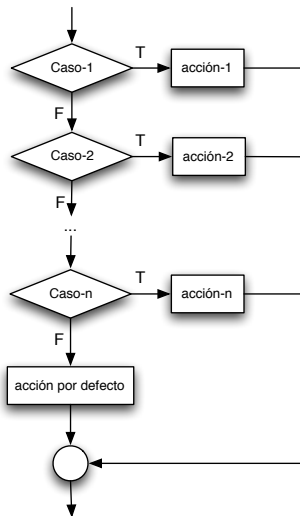 Caso-1
T
acción-1
F
Caso-2
T
acción-2
F
...
Caso-n
T
acción-n
F
acción por defecto